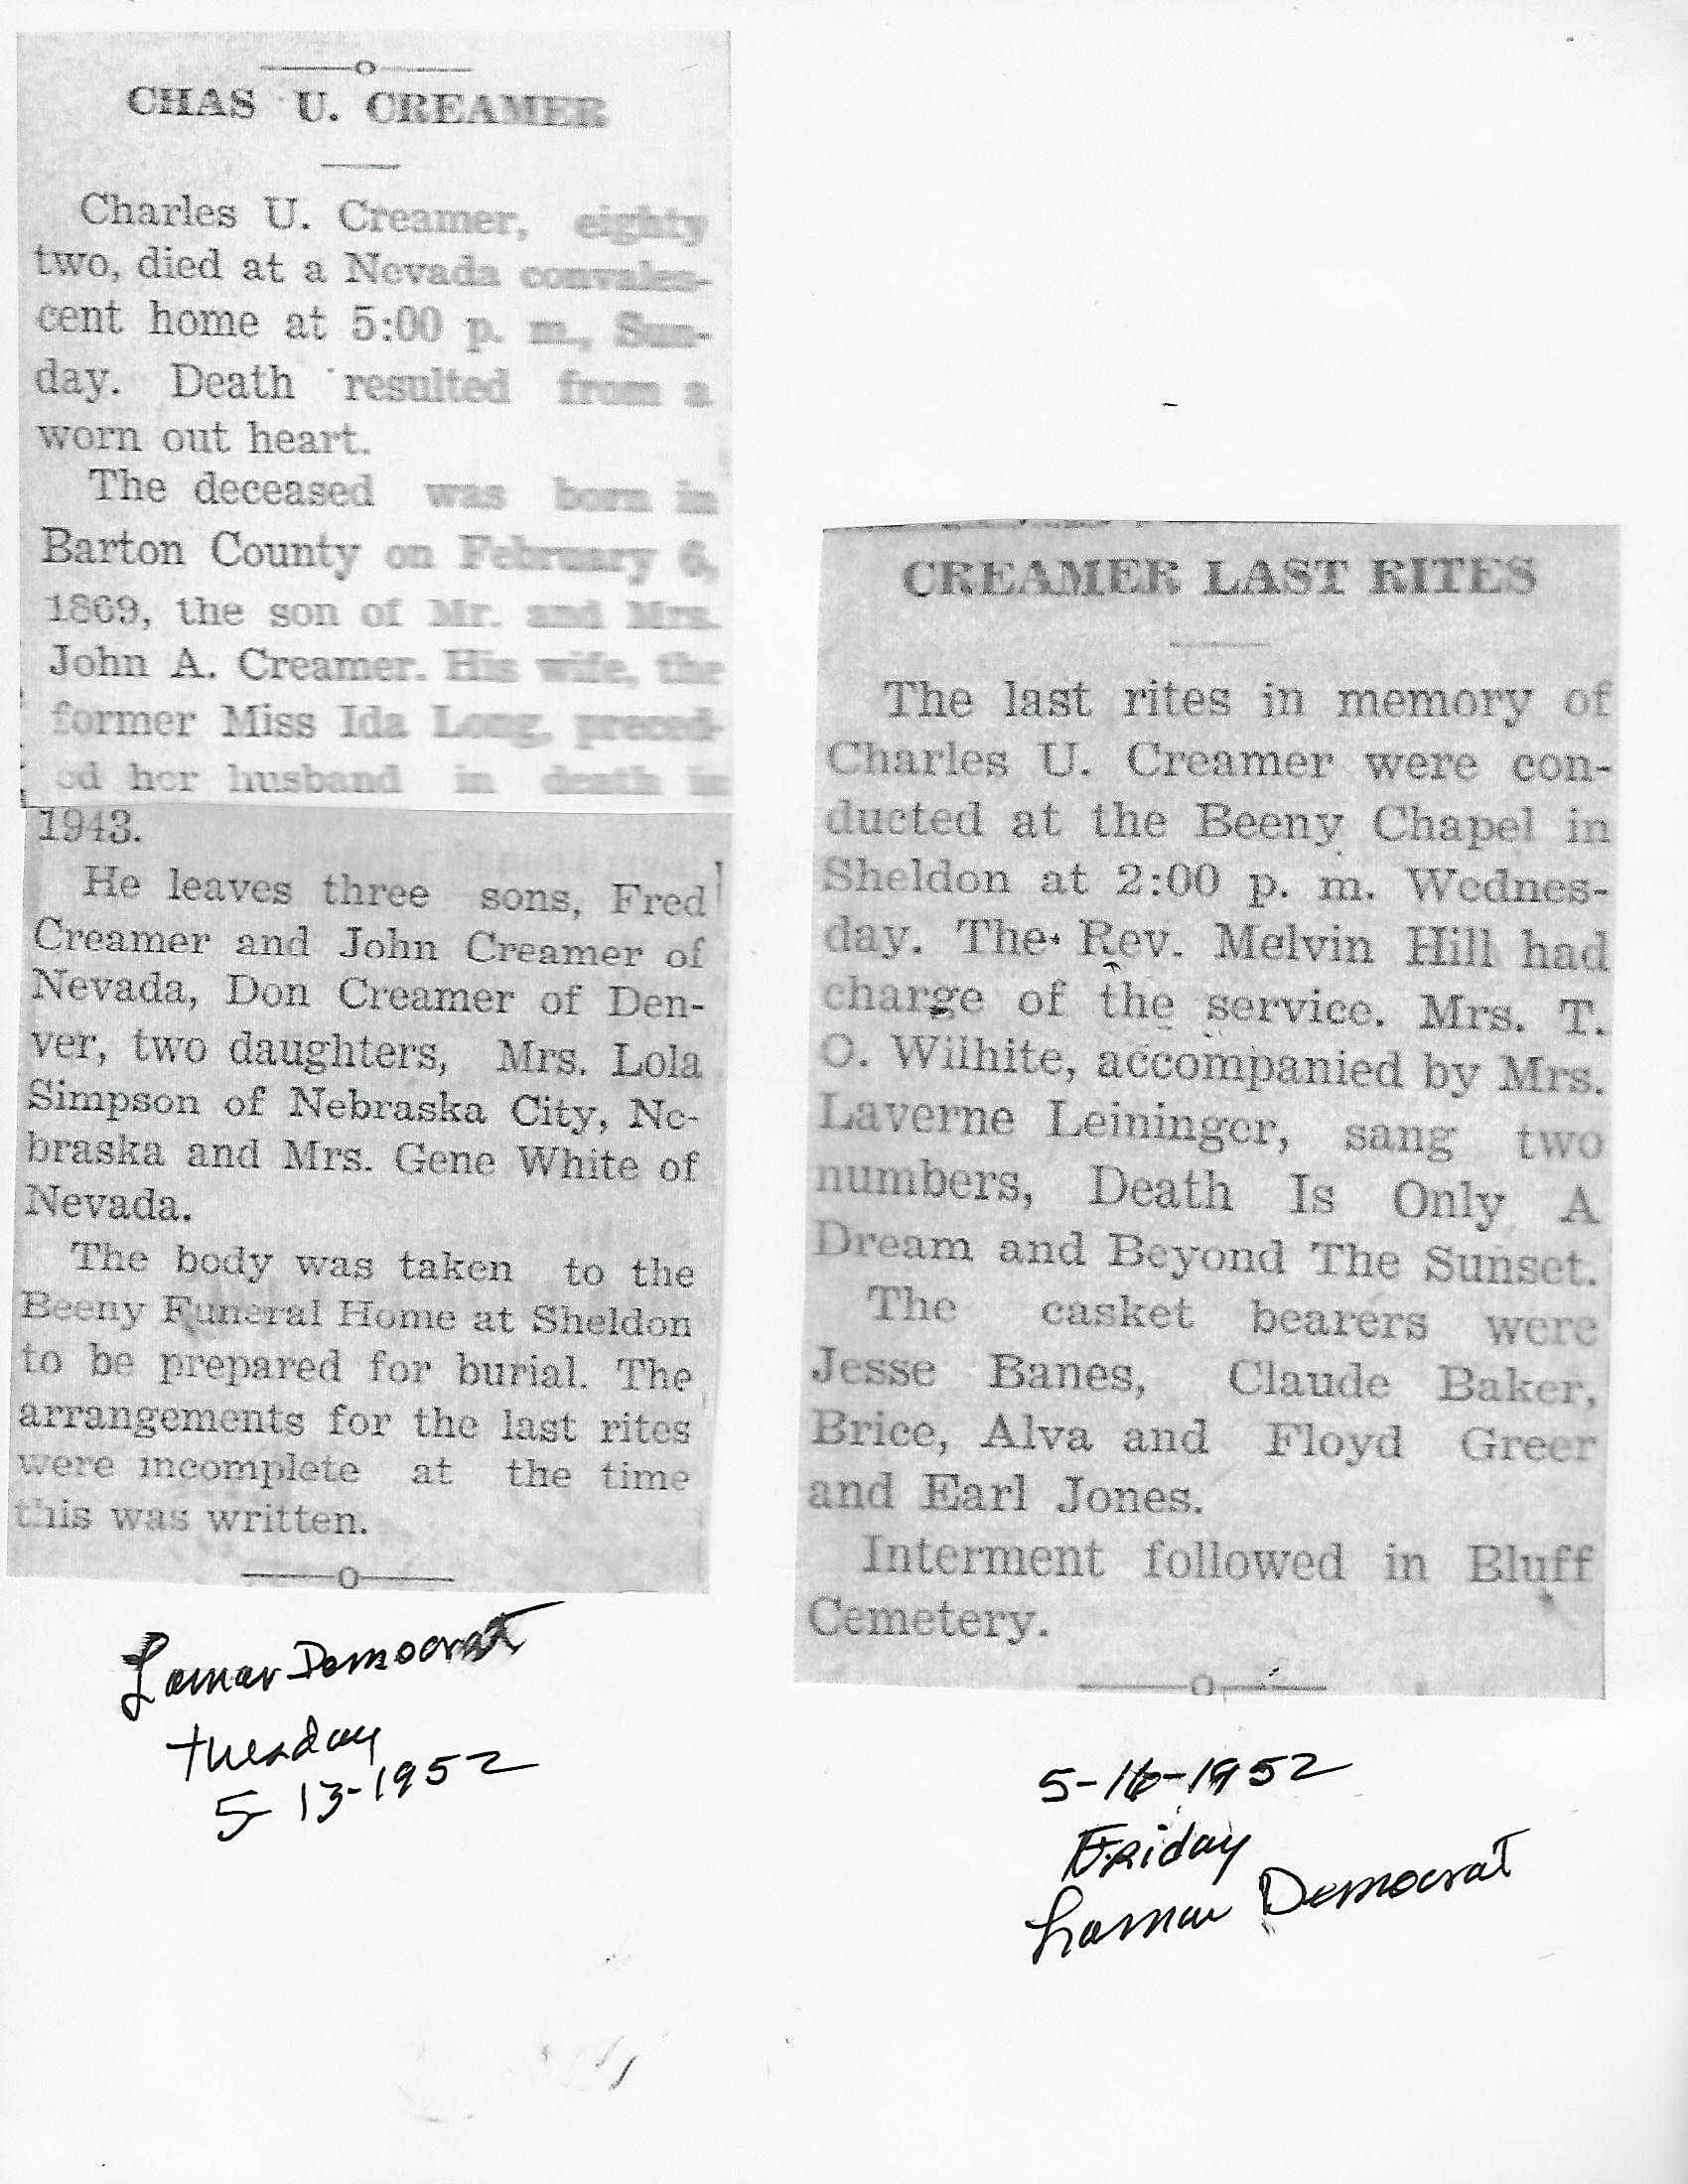 CHAS U. CREAMER
Charles U. Creamer, eighty
two, died at a Nevada convales-
cent home at 5:00 p. m., Sun-
day. Death resulted from a
worn out heart.
The deceased was born in
Barton County on February 6,
1869, the son of Mr. and Mrs.
John A. Creamer. His wife, the
former Miss Ida Long, preced-
ed her husband in death in
1943.
He leaves three sons, Fred
Creamer and John Creamer of
Nevada, Don Creamer of Den-
ver, two daughters, Mrs. Lola
Simpson of Nebraska City, Ne-
braska and Mrs. Gene White of
Nevada.
The body was taken to the
Beeny Funeral Home at Sheldon
to be prepared for burial. The
arrangements for the last rites
were incomplete at the time
this was written.
Lamar Democrat
Tuesday
5-13-1952
CREAMER LAST RITES
The last rites in memory of
Charles U. Creamer were con-
ducted at the Beeny Chapel in
Sheldon at 2:00 p. m. Wednes-
day. The Rev. Melvin Hill had
charge of the service. Mrs. T.
O. Wilhite, accompanied by Mrs.
Laverne Leininger, sang two
numbers, Death Is Only A
Dream and Beyond The Sunset.
The casket bearers were
Jesse Banes, Claude Baker,
Brice, Alva and Floyd Greer
and Earl Jones.
Interment followed in Bluff
Cemetery.
5-16-1952
Friday
Lamar Democrat